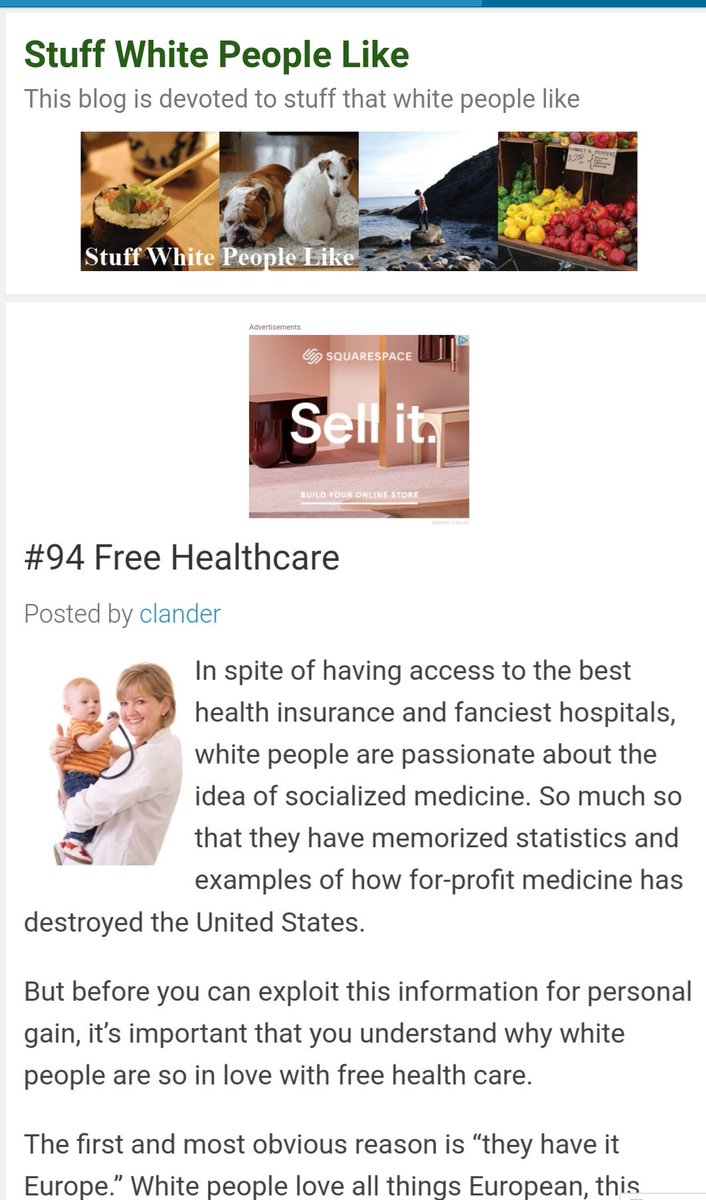 Stuff White People Like
This blog is devoted to stuff that white people like
Stuff White People Like
Advertisements
SQUARESPACE
Sell it.
BUILD YOUR ONLINE STORE
REPORT THIS AD
#94 Free Healthcare
Posted by clander
In spite of having access to the best
health insurance and fanciest hospitals,
white people are passionate about the
idea of socialized medicine. So much so
that they have memorized statistics and
examples of how for-profit medicine has
destroyed the United States.
But before you can exploit this information for personal
gain, it’s important that you understand why white
people are so in love with free health care.
The first and most obvious reason is “they have it
Europe.” White people love all things European, this